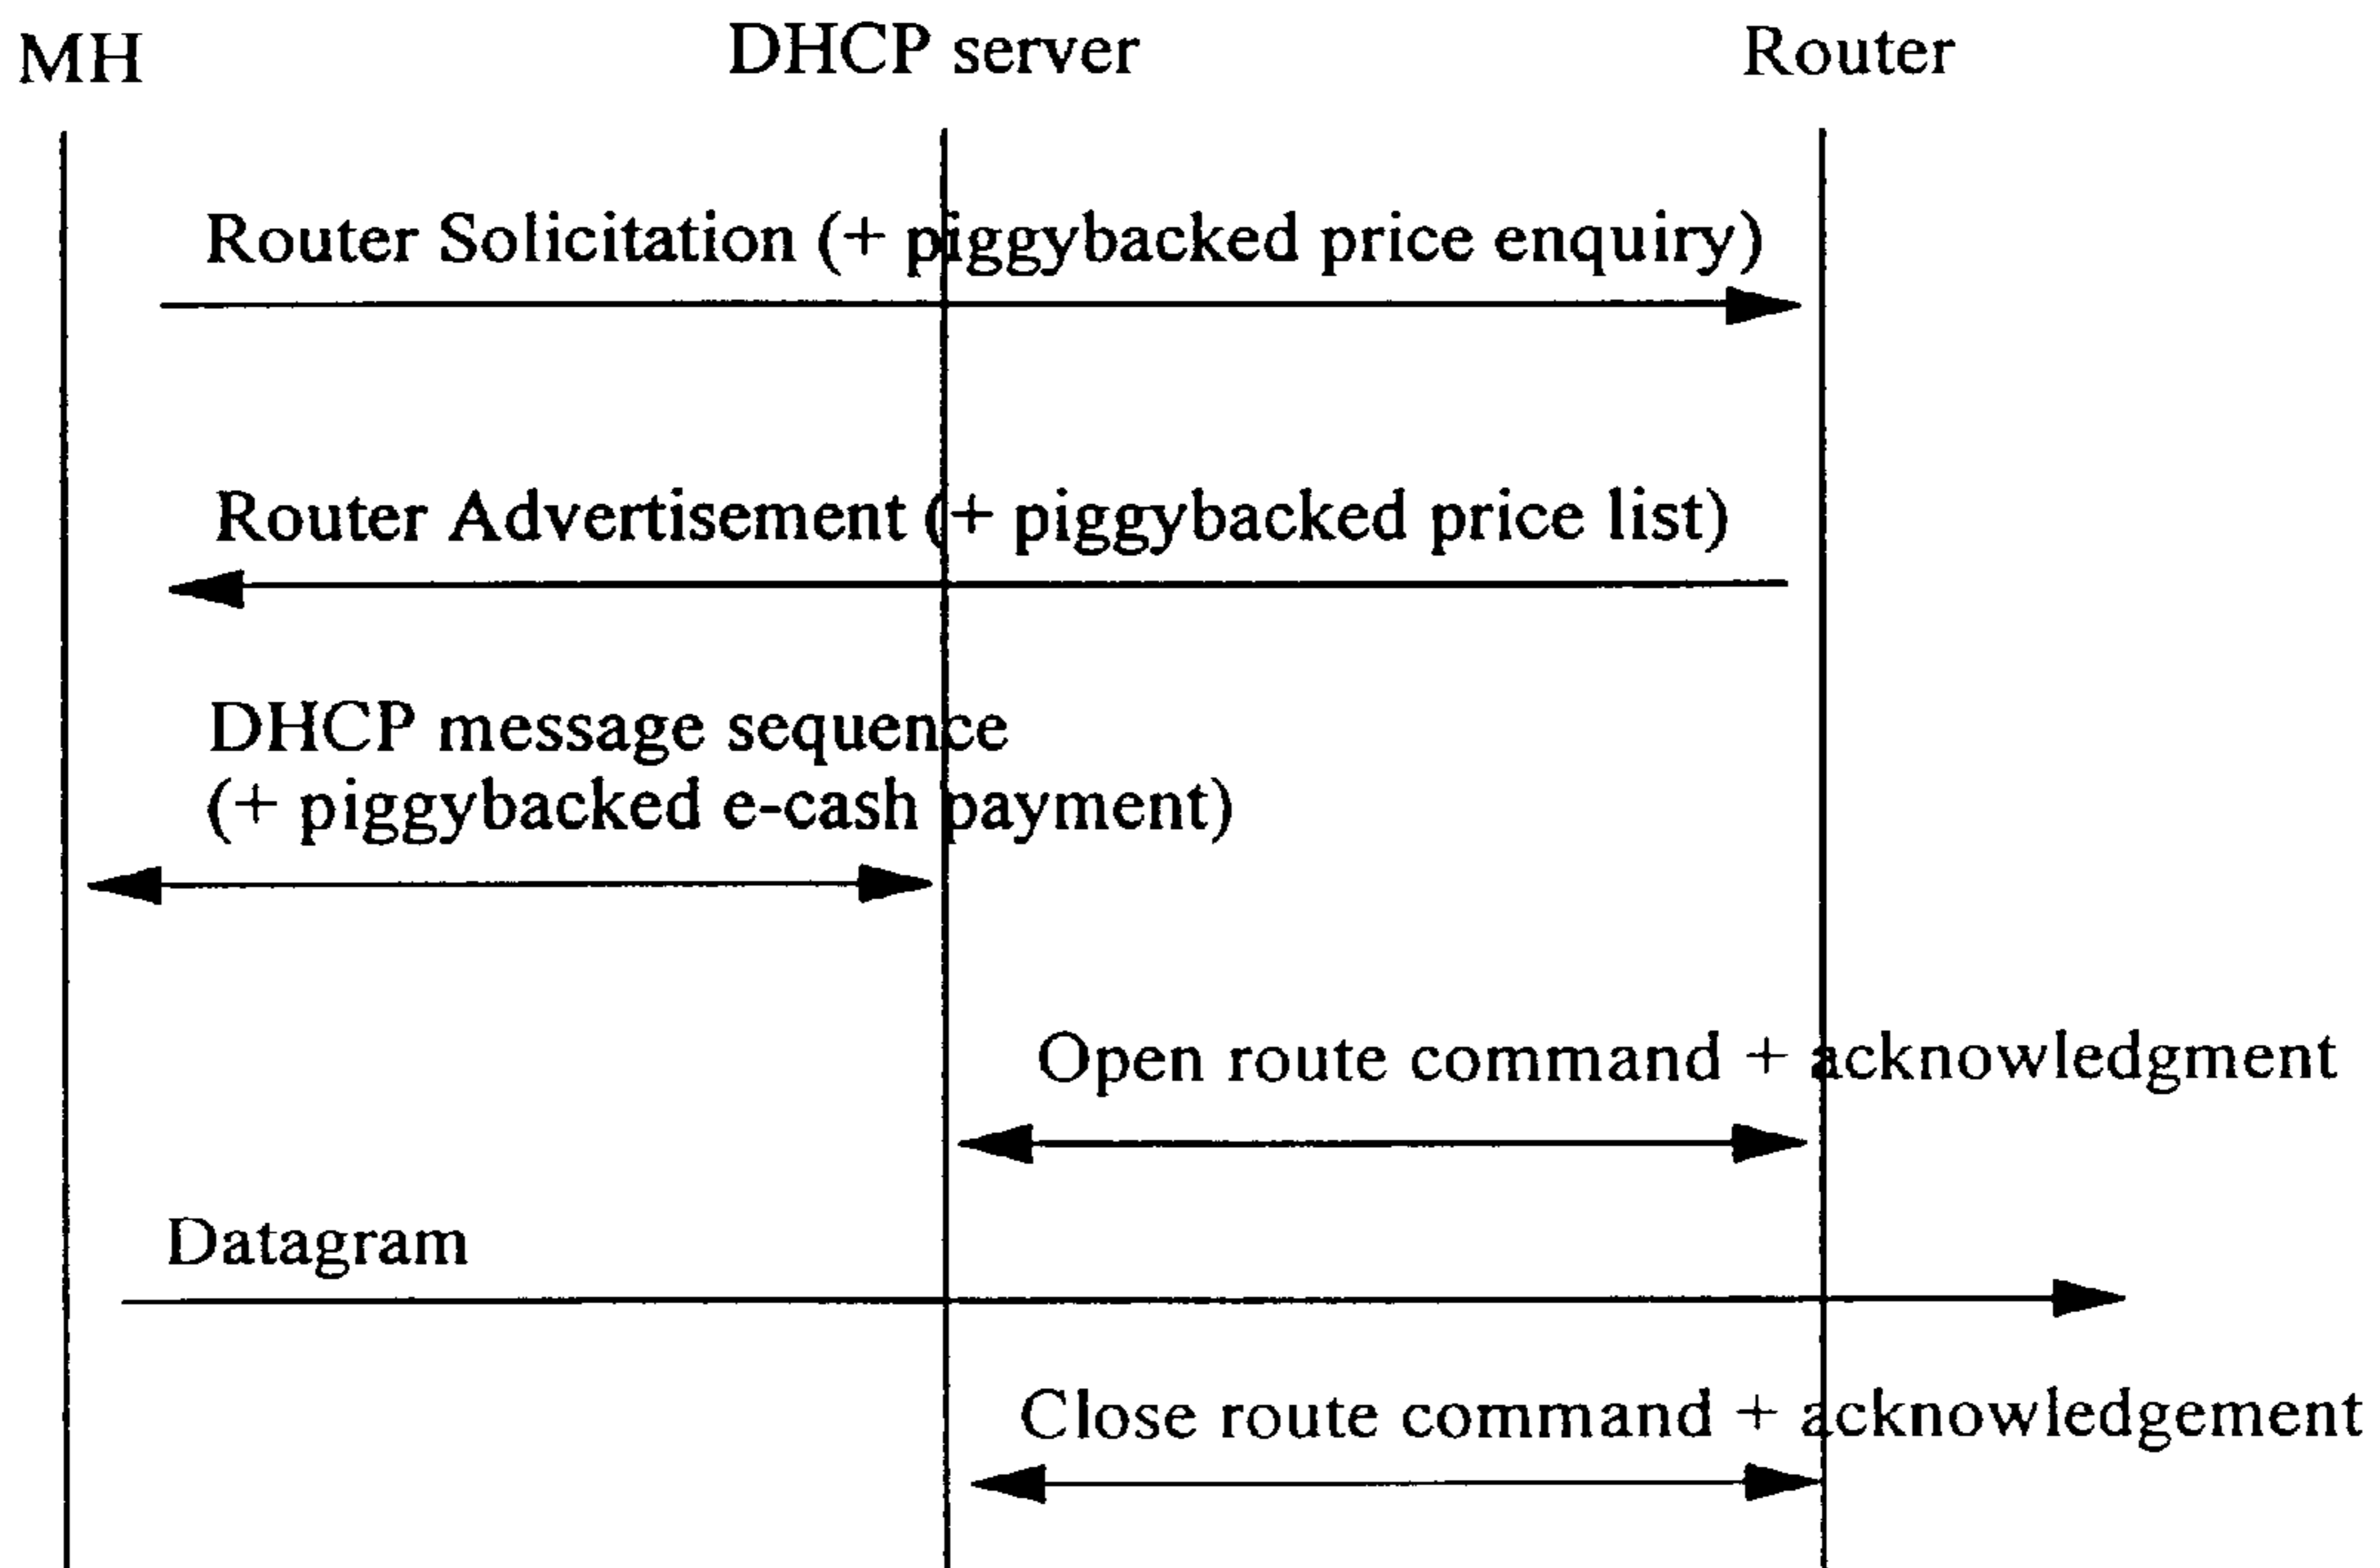 MH
DHCP server
Router
Router Solicitation (+ piggybacked price enquiry)
Router Advertisement (+ piggybacked price list)
DHCP message sequence
(+ piggybacked e-cash payment)
Open route command + acknowledgment
Datagram
Close route command + acknowledgement